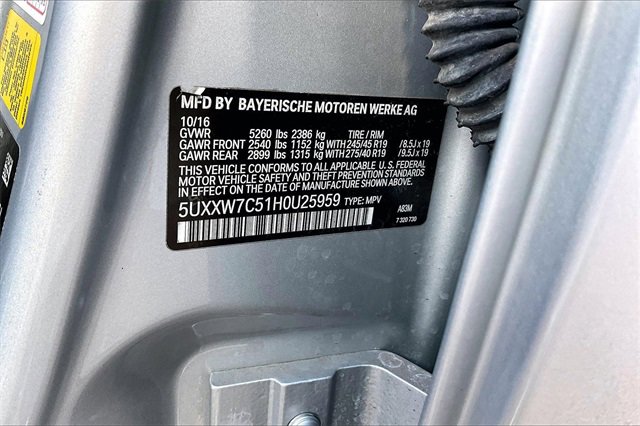 MFD BY BAYERISCHE MOTOREN WERKE AG
10/16
GVWR 5260 lbs 2386 kg TIRE / RIM
GAWR FRONT 2540 lbs 1152 kg WITH 245/45 R19 /8.5J x 19
GAWR REAR 2899 lbs 1315 kg WITH 275/40 R19 /9.5J x 19
THIS VEHICLE CONFORMS TO ALL APPLICABLE U.S. FEDERAL
MOTOR VEHICLE SAFETY AND THEFT PREVENTION STANDARDS
IN EFFECT ON THE DATE OF MANUFACTURE SHOWN ABOVE.
5UXXW7C51H0U25959 TYPE: MPV A83M
7 320 730